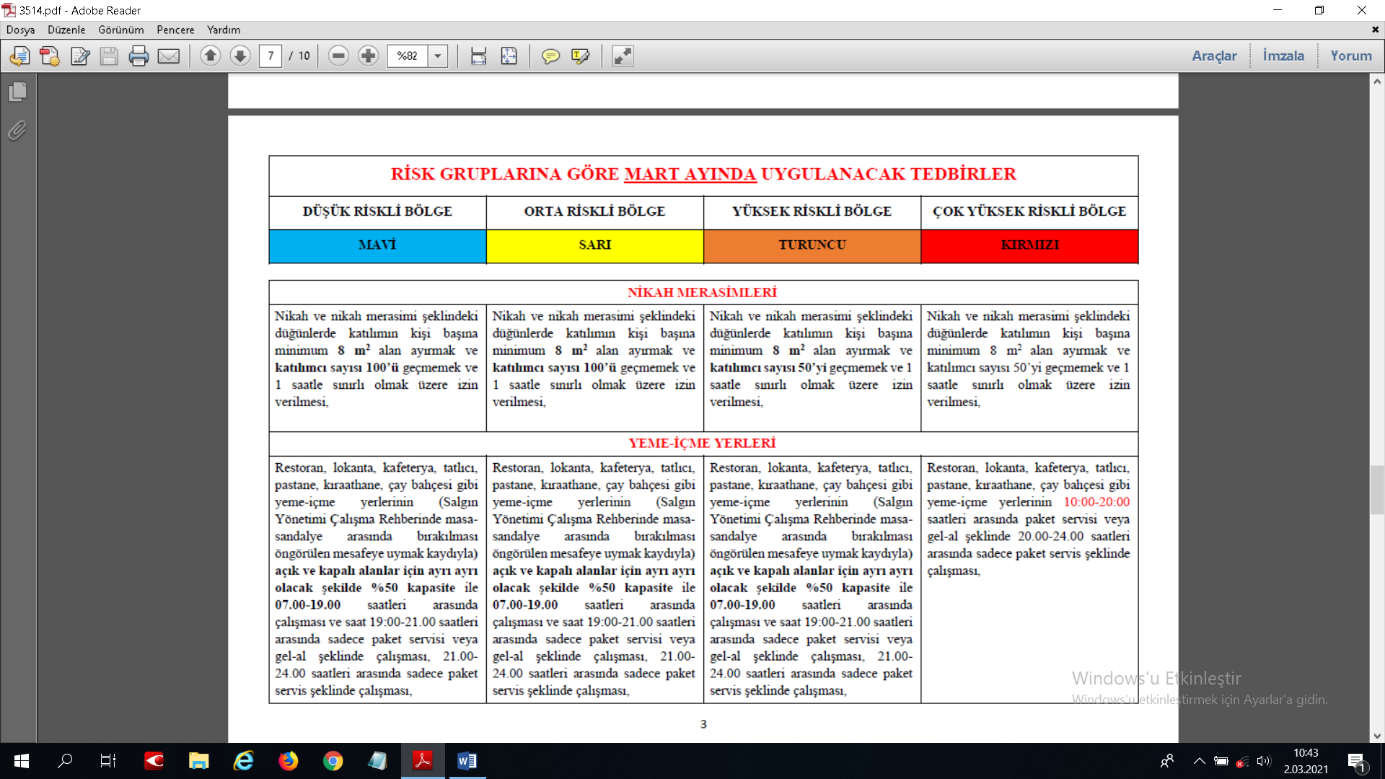 3514.pdf - Adobe Reader
Dosya Düzenle Görünüm Pencere Yardım
7 / 10 %82 Araçlar İmzala Yorum
RİSK GRUPLARINA GÖRE MART AYINDA UYGULANACAK TEDBİRLER
DÜŞÜK RİSKLİ BÖLGE ORTA RİSKLİ BÖLGE YÜKSEK RİSKLİ BÖLGE ÇOK YÜKSEK RİSKLİ BÖLGE
MAVİ SARI TURUNCU KIRMIZI
NİKAH MERASİMLERİ
Nikah ve nikah merasimi şeklindeki
düğünlerde katılımın kişi başına
minimum 8 m² alan ayırmak ve
katılımcı sayısı 100'ü geçmemek ve
1 saatle sınırlı olmak üzere izin
verilmesi,
Nikah ve nikah merasimi şeklindeki
düğünlerde katılımın kişi başına
minimum 8 m² alan ayırmak ve
katılımcı sayısı 100'ü geçmemek ve
1 saatle sınırlı olmak üzere izin
verilmesi,
Nikah ve nikah merasimi şeklindeki
düğünlerde katılımın kişi başına
minimum 8 m² alan ayırmak ve
katılımcı sayısı 50'yi geçmemek ve 1
saatle sınırlı olmak üzere izin
verilmesi,
Nikah ve nikah merasimi şeklindeki
düğünlerde katılımın kişi başına
minimum 8 m² alan ayırmak ve
katılımcı sayısı 50'yi geçmemek ve 1
saatle sınırlı olmak üzere izin
verilmesi,
YEME-İÇME YERLERİ
Restoran, lokanta, kafeterya, tatlıcı,
pastane, kıraathane, çay bahçesi gibi
yeme-içme yerlerinin (Salgın
Yönetimi Çalışma Rehberinde masa-
sandalye arasında bırakılması
öngörülen mesafeye uymak kaydıyla)
açık ve kapalı alanlar için ayrı ayrı
olacak şekilde %50 kapasite ile
07.00-19.00 saatleri arasında
çalışması ve saat 19:00-21.00 saatleri
arasında sadece paket servisi veya
gel-al şeklinde çalışması, 21.00-
24.00 saatleri arasında sadece paket
servis şeklinde çalışması,
Restoran, lokanta, kafeterya, tatlıcı,
pastane, kıraathane, çay bahçesi gibi
yeme-içme yerlerinin (Salgın
Yönetimi Çalışma Rehberinde masa-
sandalye arasında bırakılması
öngörülen mesafeye uymak kaydıyla)
açık ve kapalı alanlar için ayrı ayrı
olacak şekilde %50 kapasite ile
07.00-19.00 saatleri arasında
çalışması ve saat 19:00-21.00 saatleri
arasında sadece paket servisi veya
gel-al şeklinde çalışması, 21.00-
24.00 saatleri arasında sadece paket
servis şeklinde çalışması,
Restoran, lokanta, kafeterya, tatlıcı,
pastane, kıraathane, çay bahçesi gibi
yeme-içme yerlerinin (Salgın
Yönetimi Çalışma Rehberinde masa-
sandalye arasında bırakılması
öngörülen mesafeye uymak kaydıyla)
açık ve kapalı alanlar için ayrı ayrı
olacak şekilde %50 kapasite ile
07.00-19.00 saatleri arasında
çalışması ve saat 19:00-21.00 saatleri
arasında sadece paket servisi veya
gel-al şeklinde çalışması, 21.00-
24.00 saatleri arasında sadece paket
servis şeklinde çalışması,
Restoran, lokanta, kafeterya, tatlıcı,
pastane, kıraathane, çay bahçesi gibi
yeme-içme yerlerinin 10:00-20:00
saatleri arasında paket servisi veya
gel-al şeklinde 20.00-24.00 saatleri
arasında sadece paket servis şeklinde
çalışması,
3
Windows'u Etkinleştir
Windows'u etkinleştirmek için Ayarlar'a gidin.
10:43
2.03.2021
1